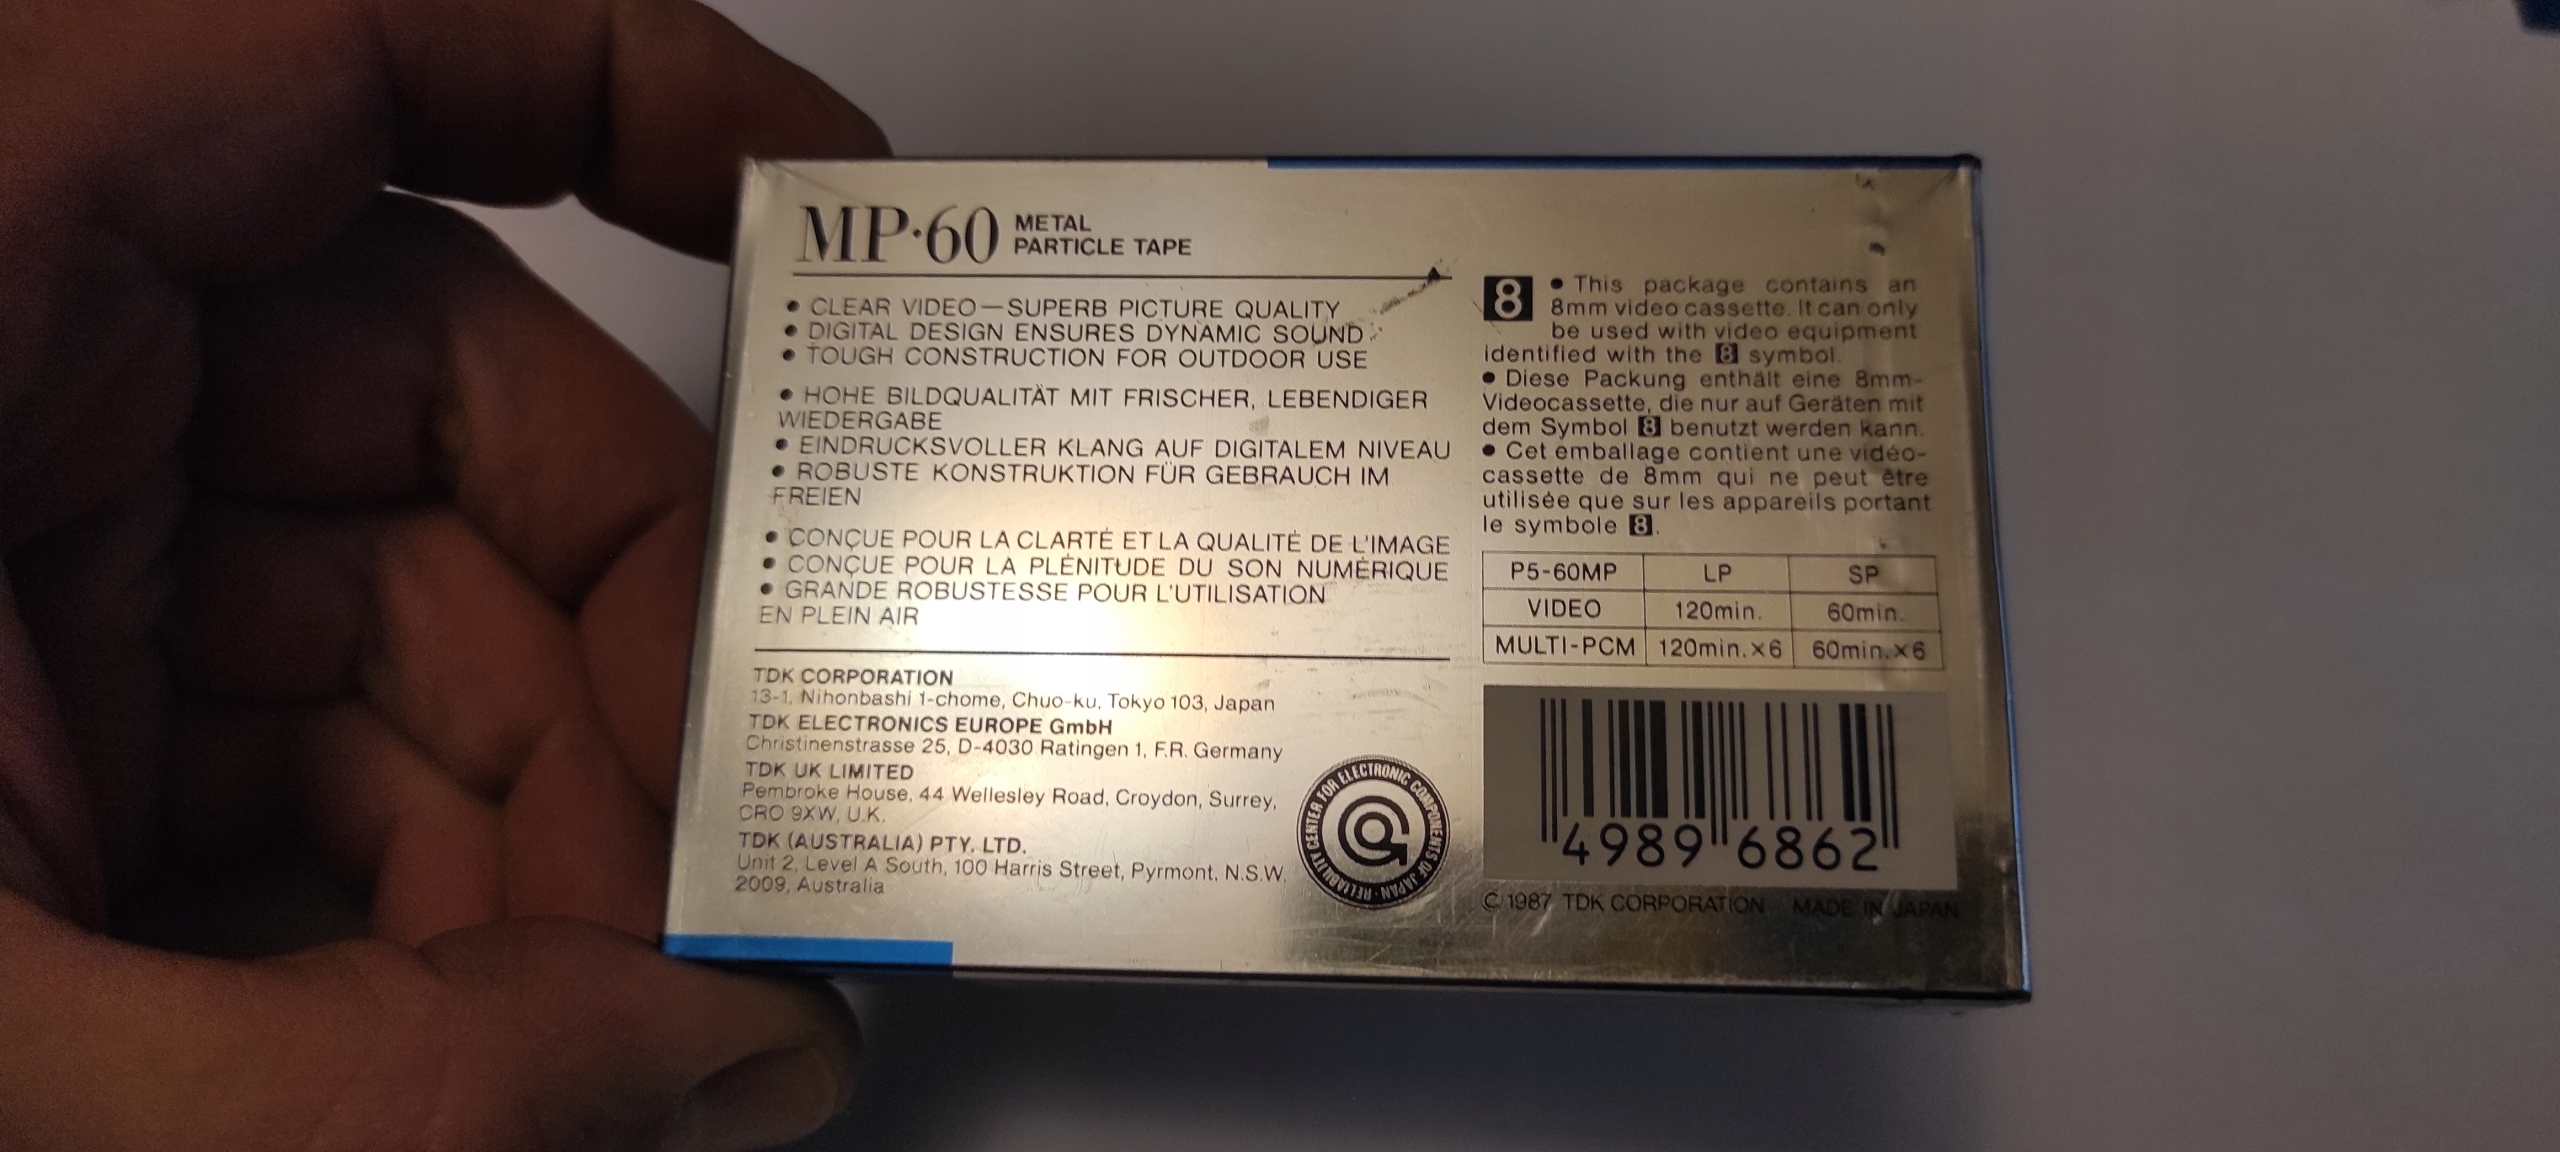 MP·60 METAL
PARTICLE TAPE
● CLEAR VIDEO—SUPERB PICTURE QUALITY
● DIGITAL DESIGN ENSURES DYNAMIC SOUND
● TOUGH CONSTRUCTION FOR OUTDOOR USE
● HOHE BILDQUALITÄT MIT FRISCHER, LEBENDIGER
WIEDERGABE
● EINDRUCKSVOLLER KLANG AUF DIGITALEM NIVEAU
● ROBUSTE KONSTRUKTION FÜR GEBRAUCH IM
FREIEN
● CONÇUE POUR LA CLARTÉ ET LA QUALITÉ DE L'IMAGE
● CONÇUE POUR LA PLÉNITUDE DU SON NUMÉRIQUE
● GRANDE ROBUSTESSE POUR L'UTILISATION
EN PLEIN AIR
TDK CORPORATION
13-1, Nihonbashi 1-chome, Chuo-ku, Tokyo 103, Japan
TDK ELECTRONICS EUROPE GmbH
Christinenstrasse 25, D-4030 Ratingen 1, F.R. Germany
TDK UK LIMITED
Pembroke House, 44 Wellesley Road, Croydon, Surrey,
CRO 9XW, U.K.
TDK (AUSTRALIA) PTY. LTD.
Unit 2, Level A South, 100 Harris Street, Pyrmont, N.S.W.
2009, Australia
RELIABILITY CENTER FOR ELECTRONIC COMPONENTS OF JAPAN
8 ● This package contains an
8mm video cassette. It can only
be used with video equipment
identified with the 8 symbol.
● Diese Packung enthält eine 8mm-
Videocassette, die nur auf Geräten mit
dem Symbol 8 benutzt werden kann.
● Cet emballage contient une vidéo-
cassette de 8mm qui ne peut être
utilisée que sur les appareils portant
le symbole 8.
P5-60MP LP SP
VIDEO 120min. 60min.
MULTI-PCM 120min.×6 60min.×6
4989 6862
© 1987 TDK CORPORATION MADE IN JAPAN